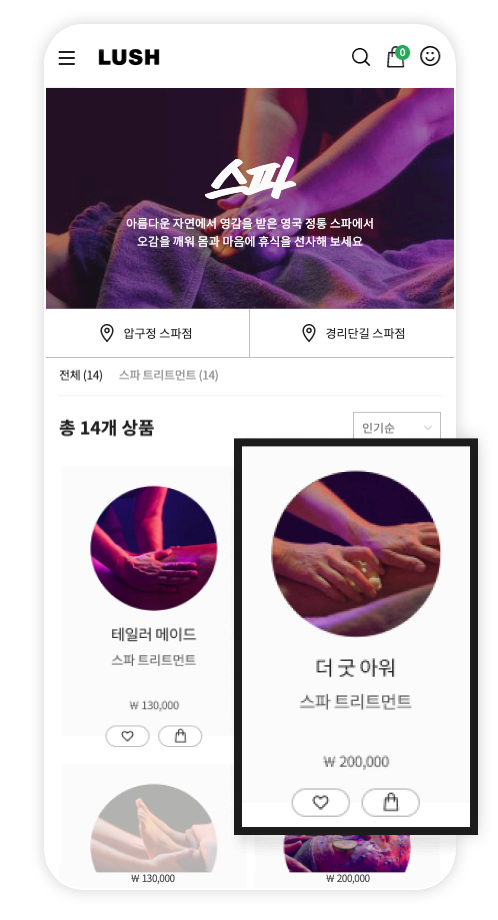 LUSH
0
스파
아름다운 자연에서 영감을 받은 영국 정통 스파에서
오감을 깨워 몸과 마음에 휴식을 선사해 보세요
압구정 스파점
경리단길 스파점
전체 (14)
스파 트리트먼트 (14)
총 14개 상품
인기순
테일러 메이드
스파 트리트먼트
₩ 130,000
더 굿 아워
스파 트리트먼트
₩ 200,000
₩ 130,000
₩ 200,000